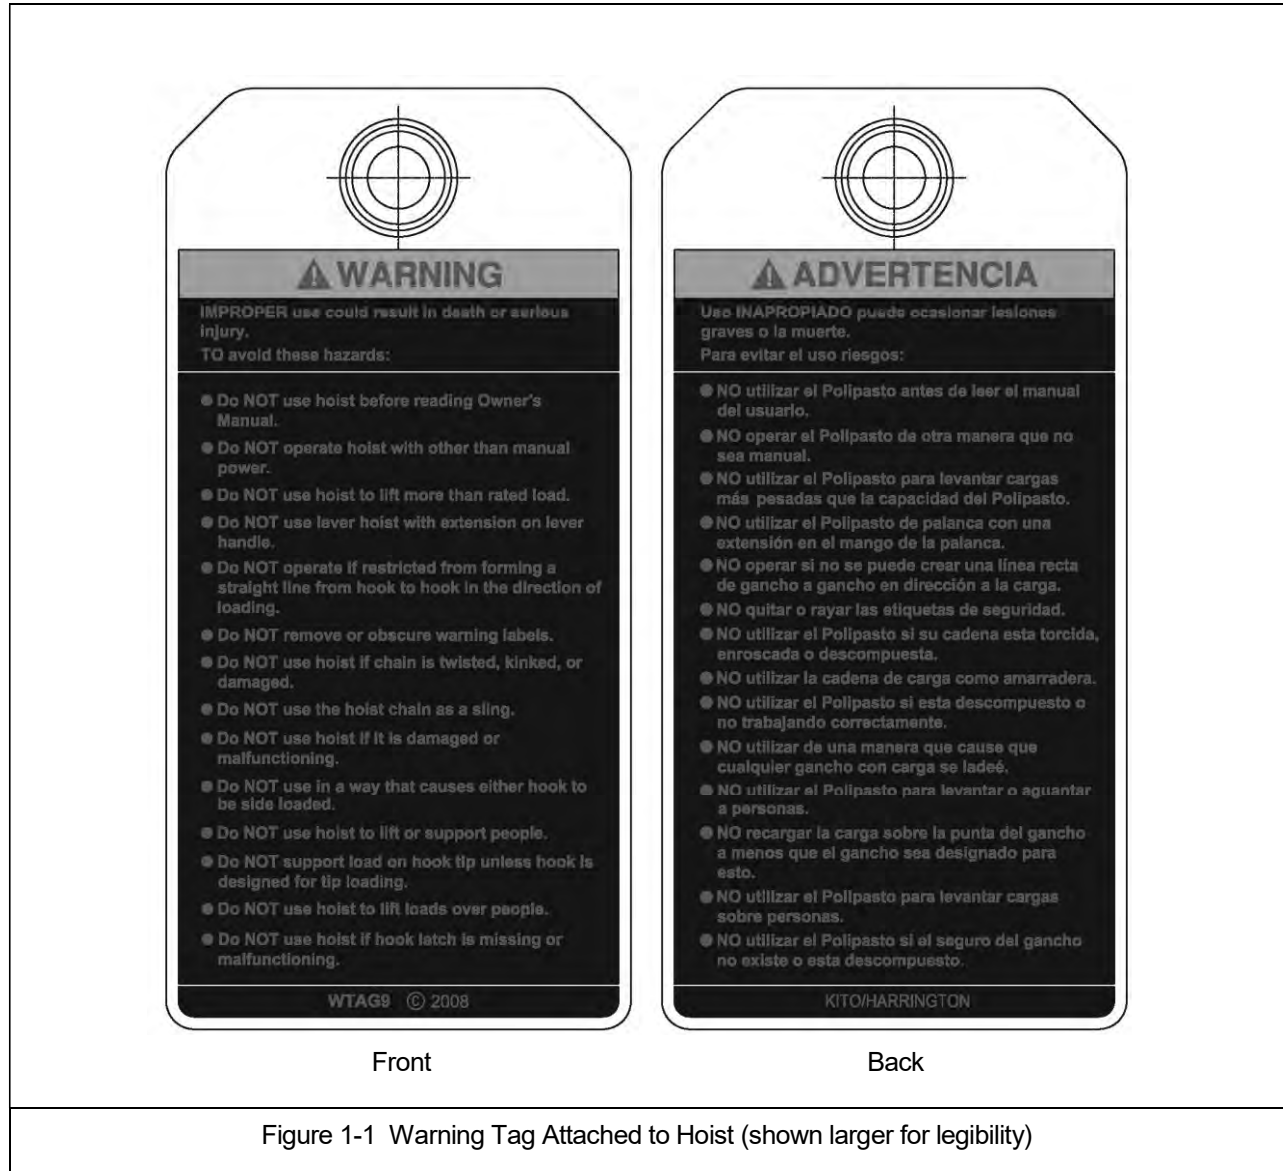 WARNING
IMPROPER use could result in death or serious
injury.
TO avoid these hazards:
● Do NOT use hoist before reading Owner's
Manual.
● Do NOT operate hoist with other than manual
power.
● Do NOT use hoist to lift more than rated load.
● Do NOT use lever hoist with extension on lever
handle.
● Do NOT operate if restricted from forming a
straight line from hook to hook in the direction of
loading.
● Do NOT remove or obscure warning labels.
● Do NOT use hoist if chain is twisted, kinked, or
damaged.
● Do NOT use the hoist chain as a sling.
● Do NOT use hoist if it is damaged or
malfunctioning.
● Do NOT use in a way that causes either hook to
be side loaded.
● Do NOT use hoist to lift or support people.
● Do NOT support load on hook tip unless hook is
designed for tip loading.
● Do NOT use hoist to lift loads over people.
● Do NOT use hoist if hook latch is missing or
malfunctioning.
WTAG9 © 2008
Front
ADVERTENCIA
Uso INAPROPIADO puede ocasionar lesiones
graves o la muerte.
Para evitar el uso riesgos:
● NO utilizar el Polipasto antes de leer el manual
del usuario.
● NO operar el Polipasto de otra manera que no
sea manual.
● NO utilizar el Polipasto para levantar cargas
más pesadas que la capacidad del Polipasto.
● NO utilizar el Polipasto de palanca con una
extensión en el mango de la palanca.
● NO operar si no se puede crear una línea recta
de gancho a gancho en dirección a la carga.
● NO quitar o rayar las etiquetas de seguridad.
● NO utilizar el Polipasto si su cadena esta torcida,
enroscada o descompuesta.
● NO utilizar la cadena de carga como amarradera.
● NO utilizar el Polipasto si esta descompuesto o
no trabajando correctamente.
● NO utilizar de una manera que cause que
cualquier gancho con carga se ladeé.
● NO utilizar el Polipasto para levantar o aguantar
a personas.
● NO recargar la carga sobre la punta del gancho
a menos que el gancho sea designado para
esto.
● NO utilizar el Polipasto para levantar cargas
sobre personas.
● NO utilizar el Polipasto si el seguro del gancho
no existe o esta descompuesto.
KITO/HARRINGTON
Back
Figure 1-1 Warning Tag Attached to Hoist (shown larger for legibility)